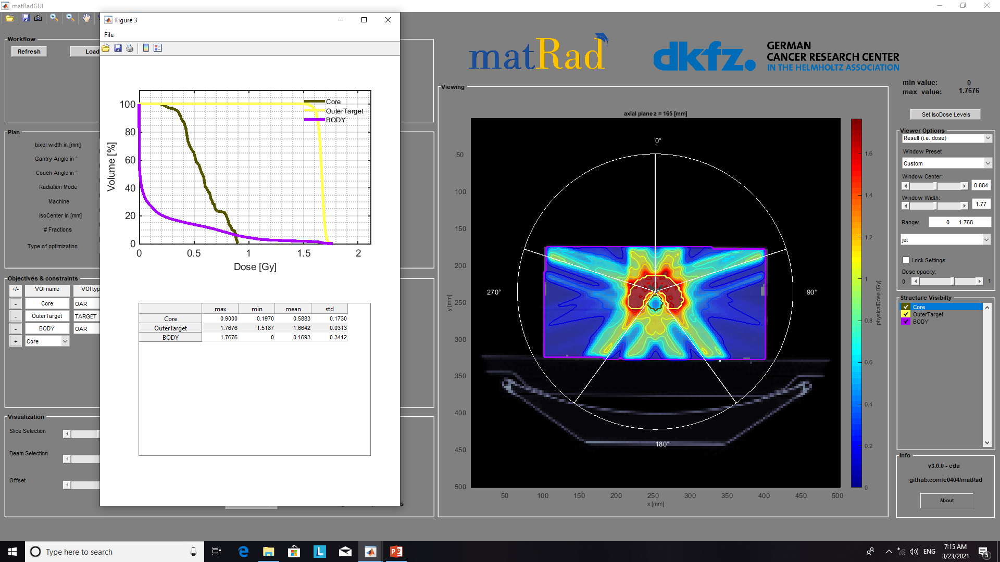 matRadGUI
Figure 3
File
Workflow
Refresh
Load
Plan
bixel width in [mm]
Gantry Angle in °
Couch Angle in °
Radiation Mode
Machine
IsoCenter in [mm]
# Fractions
Type of optimization
Objectives & constraints
+/-
VOI name
VOI typ
-
Core
OAR
-
OuterTarget
TARGET
-
BODY
OAR
+
Core
Visualization
Slice Selection
Beam Selection
Offset
100
80
60
40
20
0
Volume [%]
0
0.5
1
1.5
2
Dose [Gy]
Core
OuterTarget
BODY
max
min
mean
std
Core
0.9000
0.1970
0.5883
0.1730
OuterTarget
1.7676
1.5187
1.6642
0.0313
BODY
1.7676
0
0.1693
0.3412
s
matRad
dkfz.
GERMAN
CANCER RESEARCH CENTER
IN THE HELMHOLTZ ASSOCIATION
Viewing
axial plane z = 165 [mm]
0°
90°
180°
270°
50
100
150
200
250
300
350
400
450
500
y [mm]
50
100
150
200
250
300
350
400
450
500
x [mm]
1.6
1.4
1.2
1
0.8
0.6
0.4
0.2
0
physicalDose [Gy]
min value:
0
max value:
1.7676
Set IsoDose Levels
Viewer Options
Result (i.e. dose)
Window Preset
Custom
Window Center:
0.884
Window Width:
1.77
Range:
0
1.768
jet
Lock Settings
Dose opacity:
0
1
Structure Visibilty
Core
OuterTarget
BODY
Info
v3.0.0 - edu
github.com/e0404/matRad
About
Type here to search
ENG
7:15 AM
3/23/2021
5